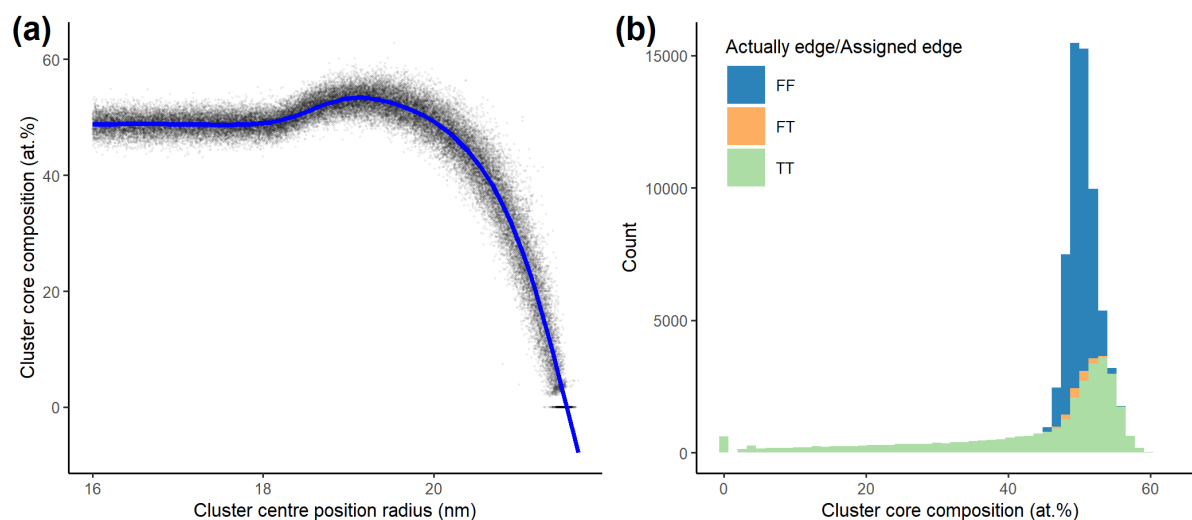 (a)
Cluster core composition (at.%)
60
40
20
0
16
18
20
Cluster centre position radius (nm)
(b)
Actually edge/Assigned edge
FF
FT
TT
Count
15000
10000
5000
0
0
20
40
60
Cluster core composition (at.%)